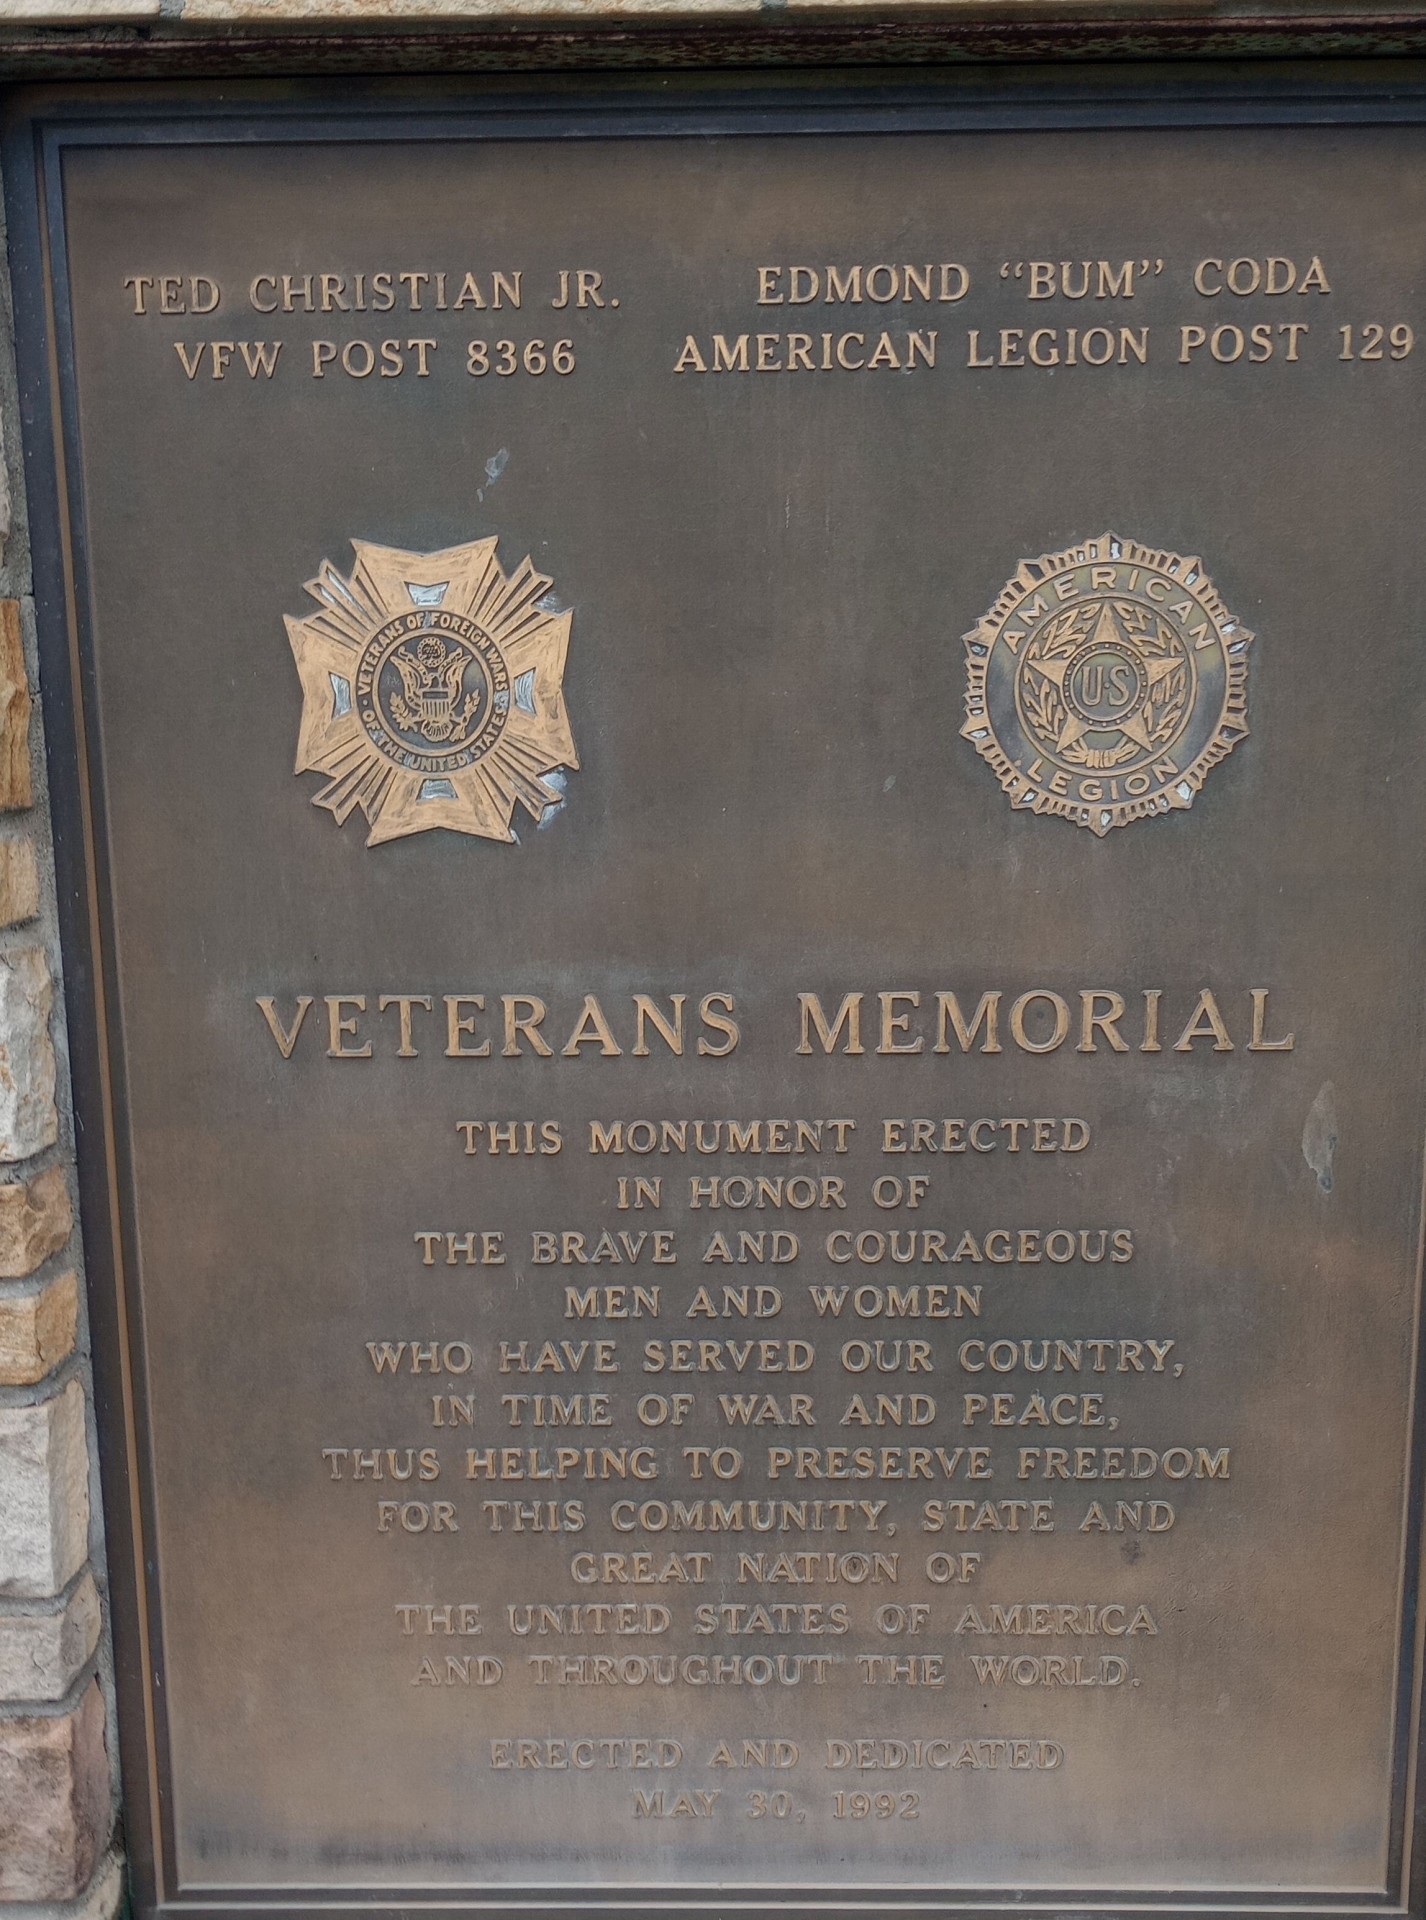 TED CHRISTIAN JR.
VFW POST 8366
EDMOND “BUM” CODA
AMERICAN LEGION POST 129
VETERANS OF FOREIGN WARS
OF THE UNITED STATES
AMERICAN
U.S
LEGION
VETERANS MEMORIAL
THIS MONUMENT ERECTED
IN HONOR OF
THE BRAVE AND COURAGEOUS
MEN AND WOMEN
WHO HAVE SERVED OUR COUNTRY,
IN TIME OF WAR AND PEACE,
THUS HELPING TO PRESERVE FREEDOM
FOR THIS COMMUNITY, STATE AND
GREAT NATION OF
THE UNITED STATES OF AMERICA
AND THROUGHOUT THE WORLD.
ERECTED AND DEDICATED
MAY 30, 1992